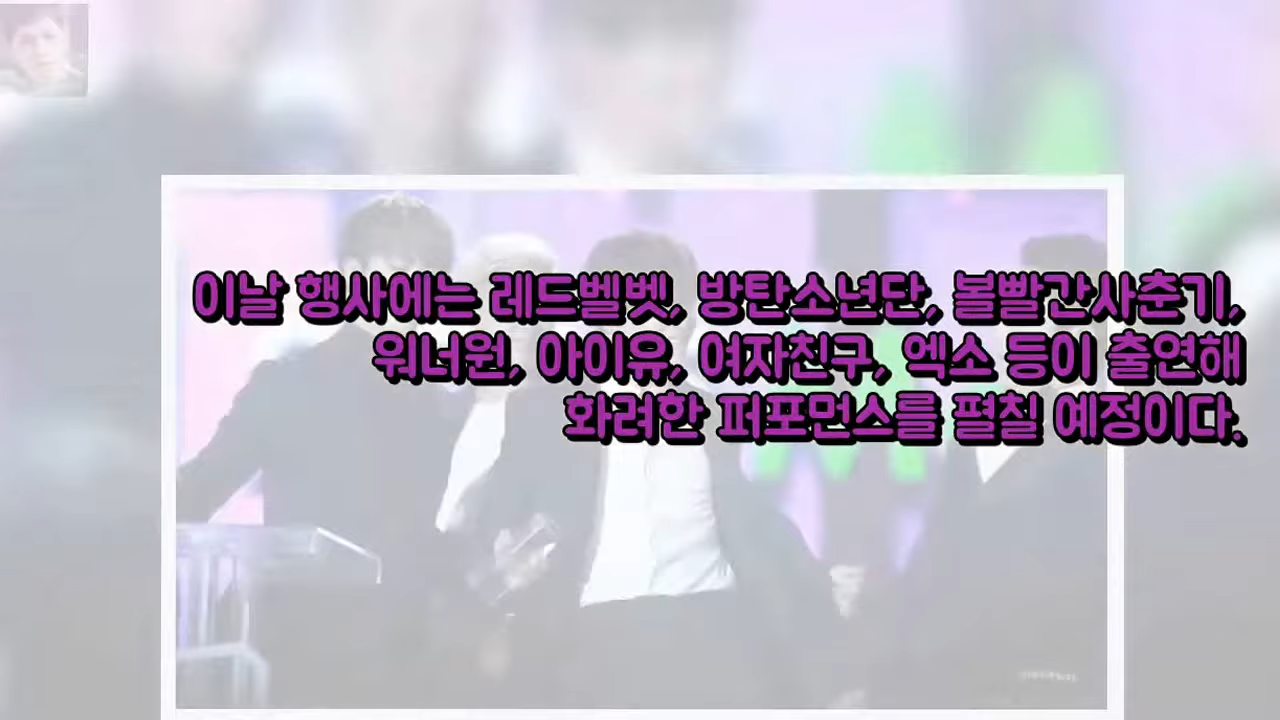 이날 행사에는 레드벨벳, 방탄소년단, 볼빨간사춘기,
워너원, 아이유, 여자친구, 엑소 등이 출연해
화려한 퍼포먼스를 펼칠 예정이다.